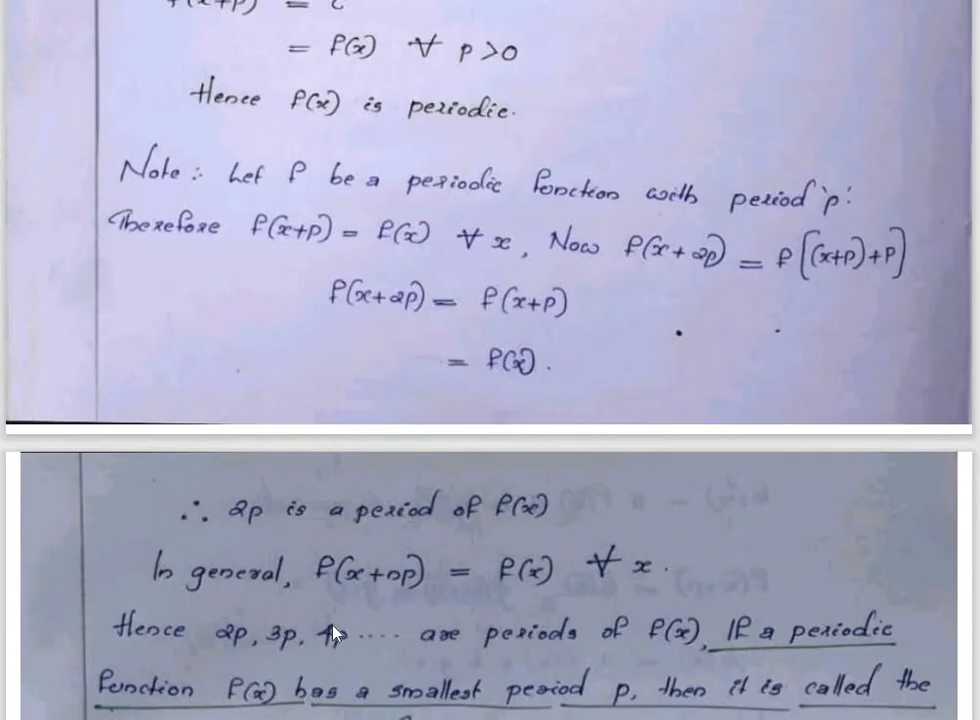 f(x+p) = c
= f(x) ∀ p>0
Hence f(x) is periodic.
Note :- Let f be a periodic function with period 'p'.
Therefore f(x+p) = f(x) ∀ x, Now f(x+2p) = f[(x+p)+p]
f(x+2p) = f(x+p)
= f(x).
∴ 2p is a period of f(x)
In general, f(x+np) = f(x) ∀ x.
Hence 2p, 3p, 4p .... are periods of f(x), If a periodic
function f(x) has a smallest period p, then it is called the